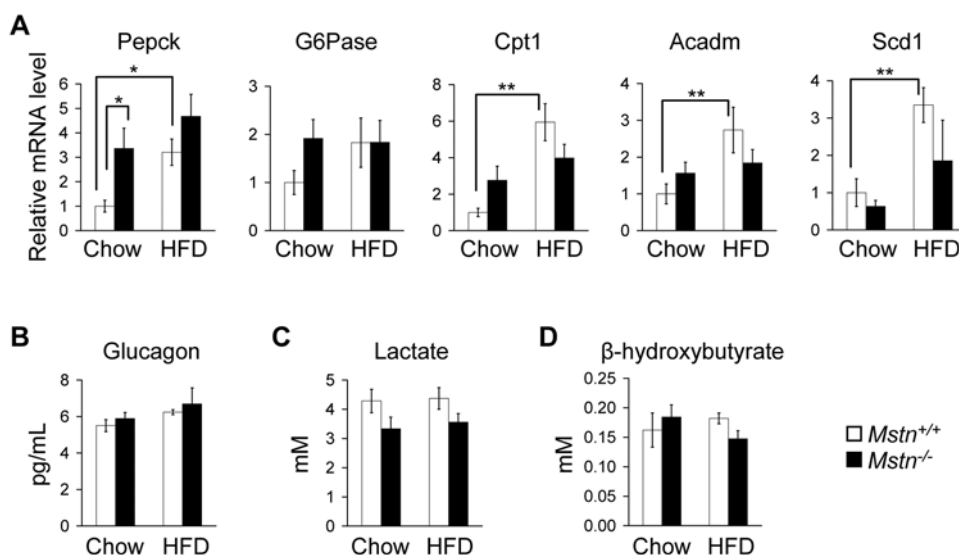 A
Pepck
G6Pase
Cpt1
Acadm
Scd1
Relative mRNA level
6
5
4
3
2
1
0
*
*
Chow HFD
3
2
1
0
Chow HFD
8
6
4
2
0
**
Chow HFD
4
3
2
1
0
**
Chow HFD
4
3
2
1
0
**
Chow HFD
B
Glucagon
pg/mL
8
6
4
2
0
Chow HFD
C
Lactate
mM
5
4
3
2
1
0
Chow HFD
D
β-hydroxybutyrate
mM
0.25
0.20
0.15
0.10
0.05
0.00
Chow HFD
Mstn+/+
Mstn-/-